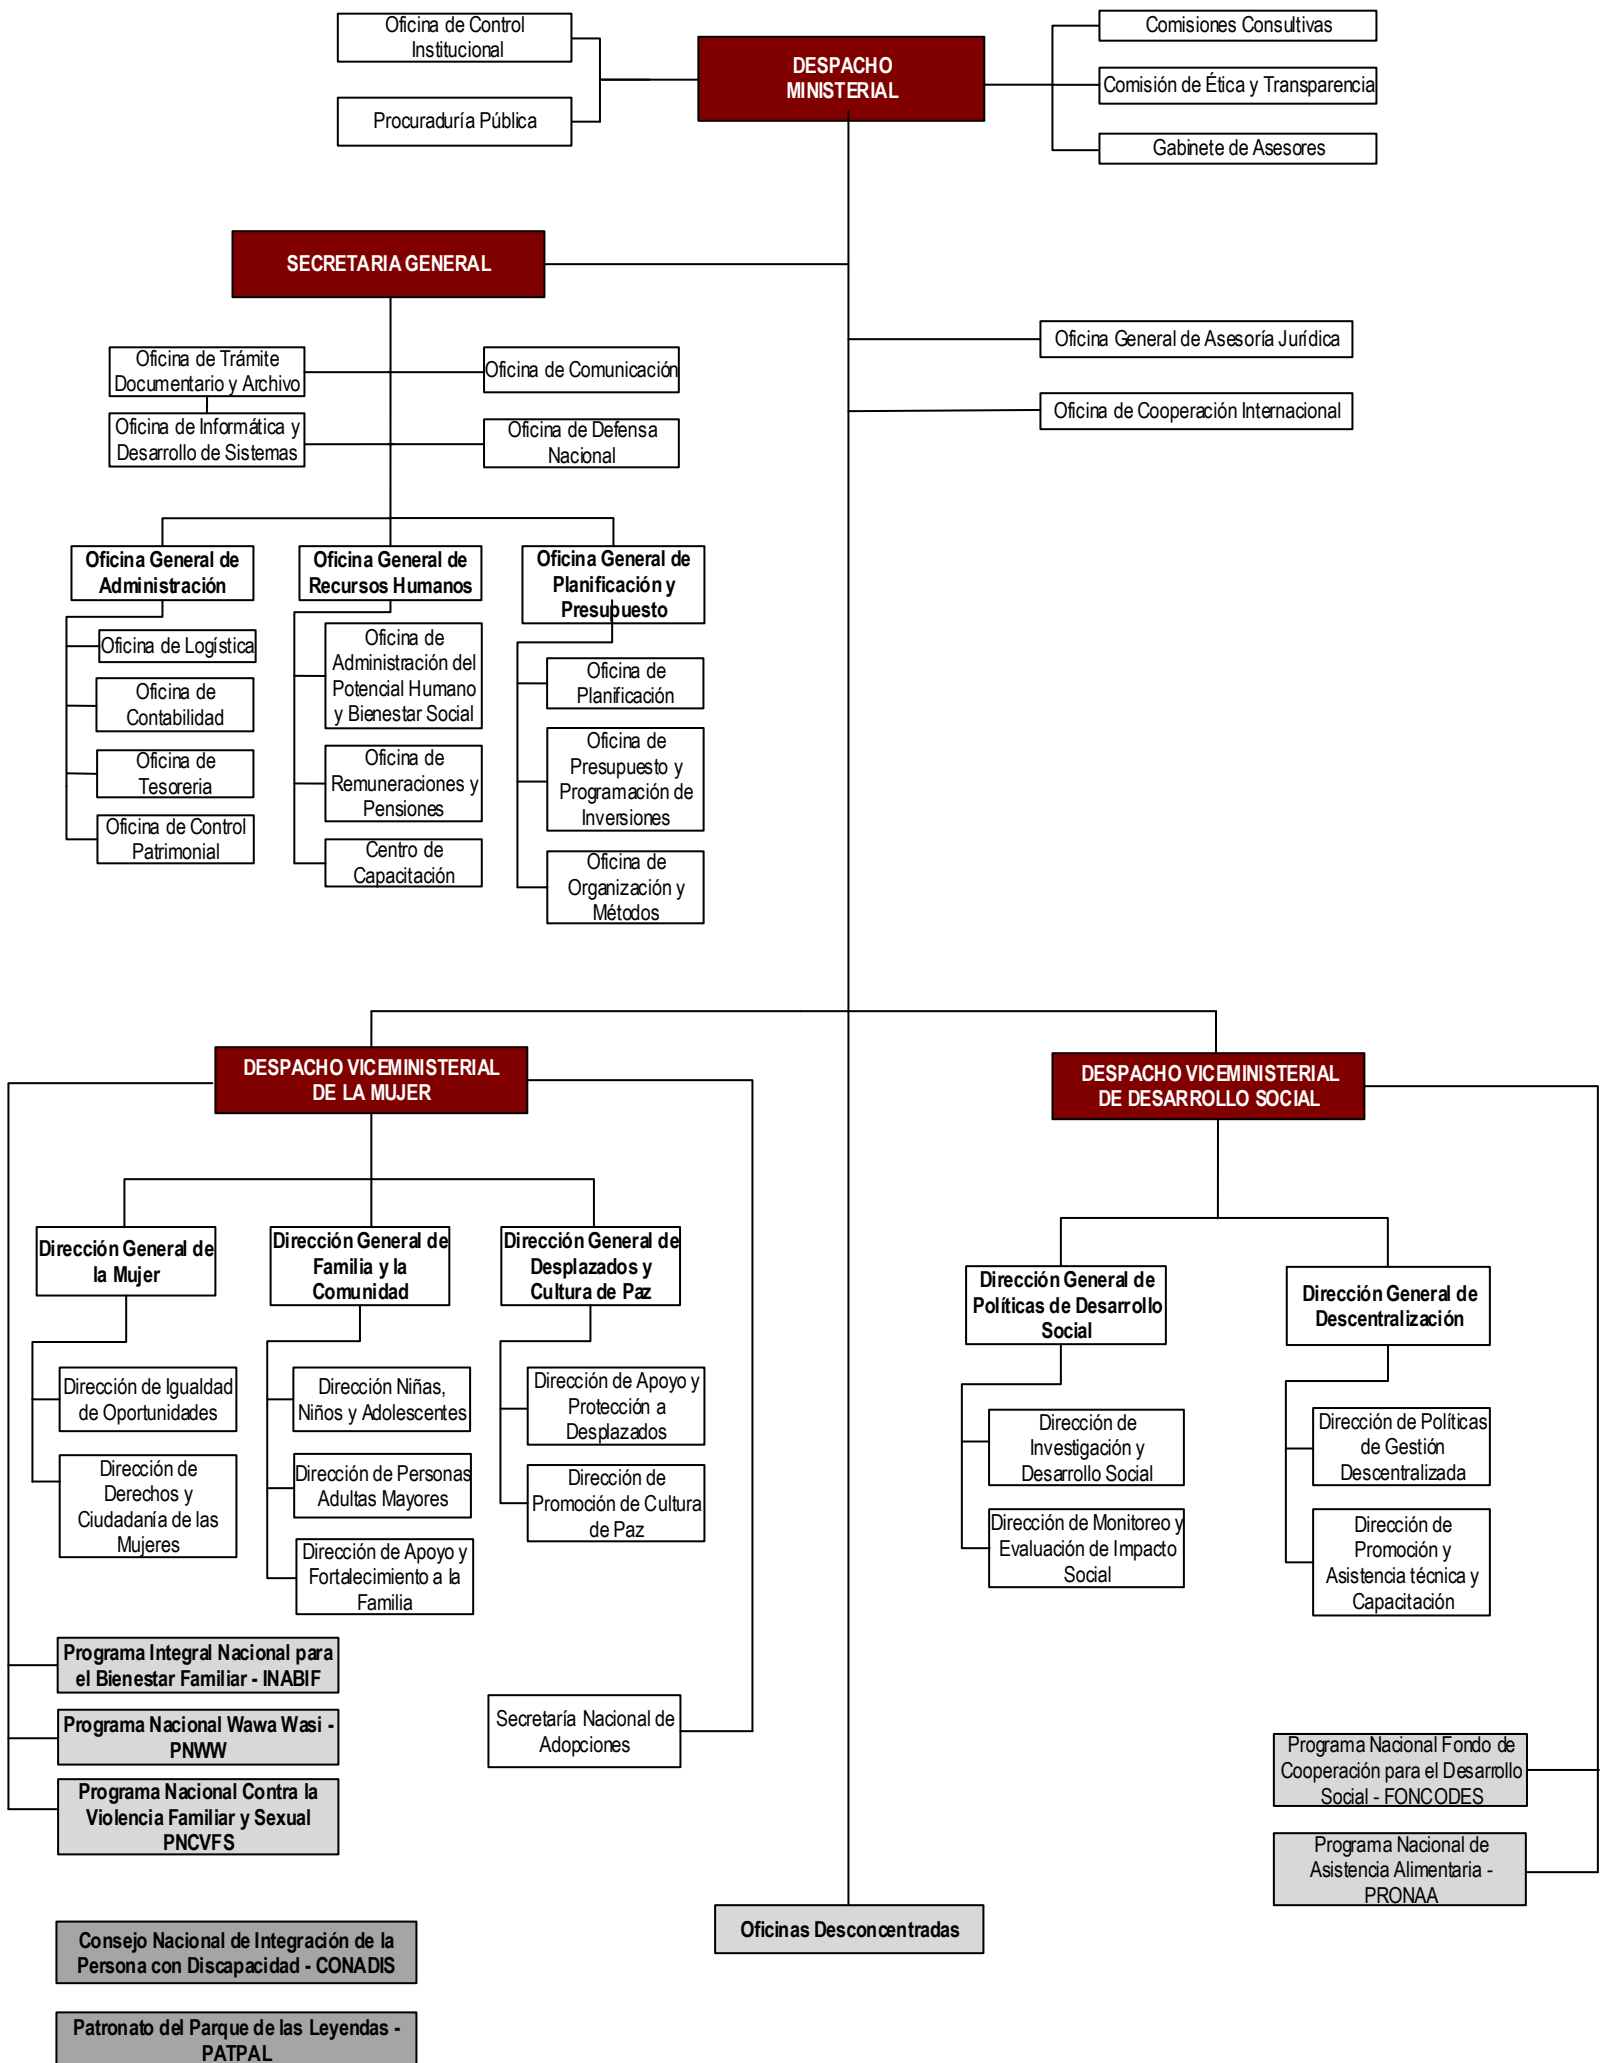 Oficina de Control
Institucional
Procuraduría Pública
DESPACHO
MINISTERIAL
Comisiones Consultivas
Comisión de Ética y Transparencia
Gabinete de Asesores
SECRETARIA GENERAL
Oficina General de Asesoría Jurídica
Oficina de Cooperación Internacional
Oficina de Trámite
Documentario y Archivo
Oficina de Comunicación
Oficina de Informática y
Desarrollo de Sistemas
Oficina de Defensa
Nacional
Oficina General de
Administración
Oficina de Logística
Oficina de
Contabilidad
Oficina de
Tesoreria
Oficina de Control
Patrimonial
Oficina General de
Recursos Humanos
Oficina de
Administración del
Potencial Humano
y Bienestar Social
Oficina de
Remuneraciones y
Pensiones
Centro de
Capacitación
Oficina General de
Planificación y
Presupuesto
Oficina de
Planificación
Oficina de
Presupuesto y
Programación de
Inversiones
Oficina de
Organización y
Métodos
DESPACHO VICEMINISTERIAL
DE LA MUJER
Dirección General de
la Mujer
Dirección de Igualdad
de Oportunidades
Dirección de
Derechos y
Ciudadanía de las
Mujeres
Dirección General de
Familia y la
Comunidad
Dirección Niñas,
Niños y Adolescentes
Dirección de Personas
Adultas Mayores
Dirección de Apoyo y
Fortalecimiento a la
Familia
Dirección General de
Desplazados y
Cultura de Paz
Dirección de Apoyo y
Protección a
Desplazados
Dirección de
Promoción de Cultura
de Paz
Programa Integral Nacional para
el Bienestar Familiar - INABIF
Programa Nacional Wawa Wasi -
PNWW
Programa Nacional Contra la
Violencia Familiar y Sexual
PNCVFS
Secretaría Nacional de
Adopciones
DESPACHO VICEMINISTERIAL
DE DESARROLLO SOCIAL
Dirección General de
Políticas de Desarrollo
Social
Dirección de
Investigación y
Desarrollo Social
Dirección de Monitoreo y
Evaluación de Impacto
Social
Dirección General de
Descentralización
Dirección de Políticas
de Gestión
Descentralizada
Dirección de
Promoción y
Asistencia técnica y
Capacitación
Programa Nacional Fondo de
Cooperación para el Desarrollo
Social - FONCODES
Programa Nacional de
Asistencia Alimentaria -
PRONAA
Oficinas Desconcentradas
Consejo Nacional de Integración de la
Persona con Discapacidad - CONADIS
Patronato del Parque de las Leyendas -
PATPAL